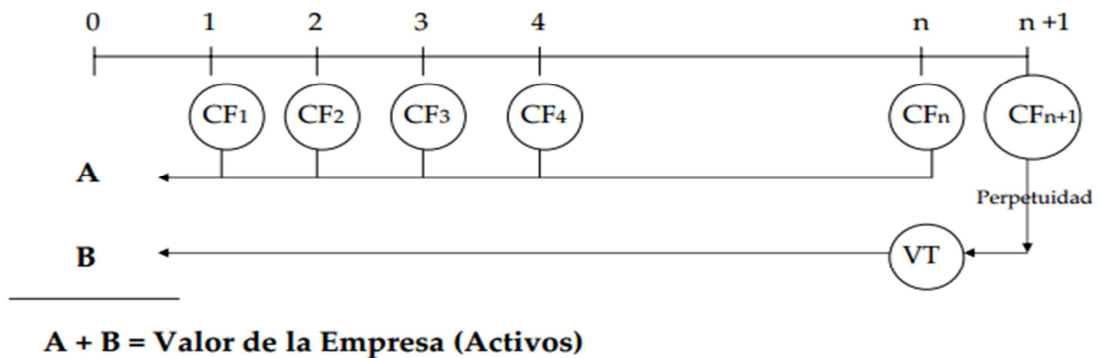 0 1 2 3 4 n n +1
CF1 CF2 CF3 CF4 CFn CFn+1
A
Perpetuidad
B VT
A + B = Valor de la Empresa (Activos)